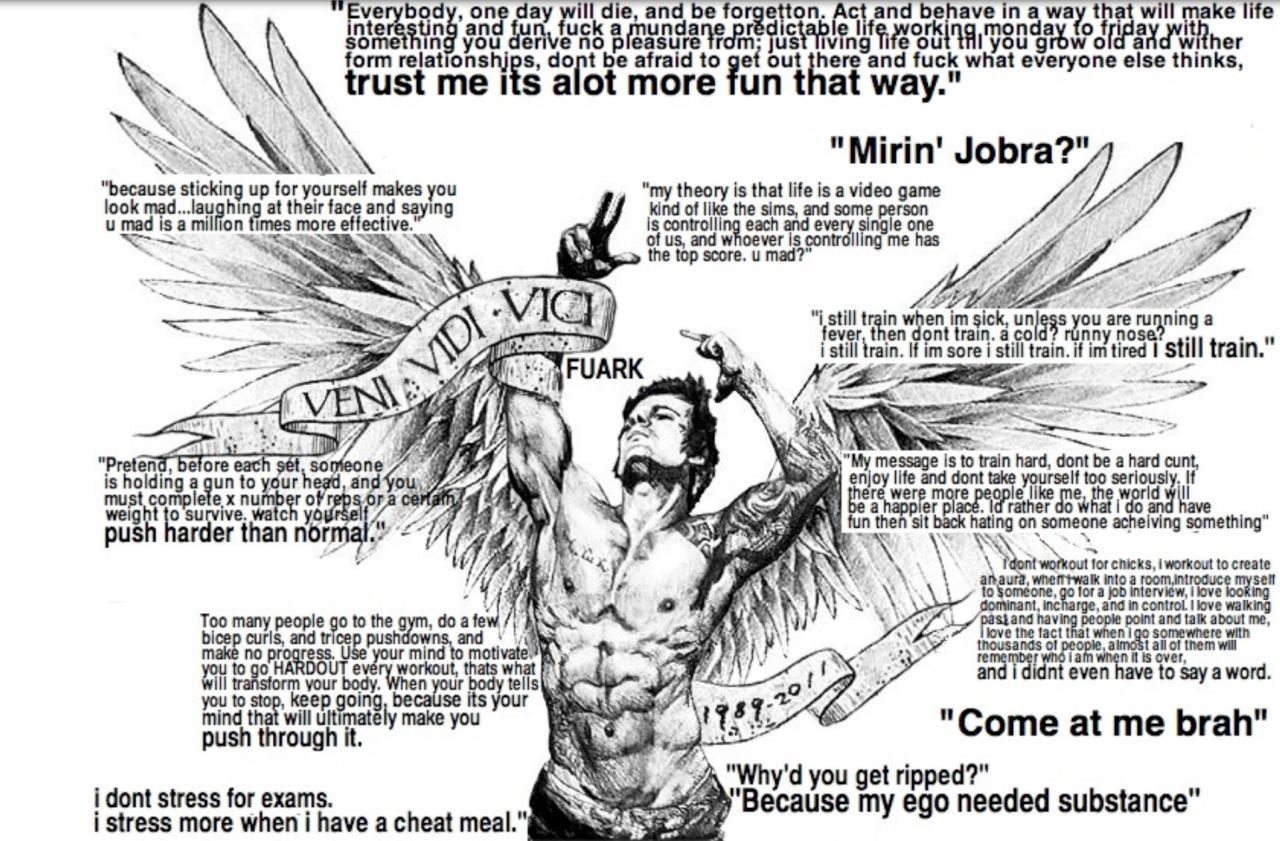 "Everybody, one day will die, and be forgetton. Act and behave in a way that will make life
interesting and fun, fuck a mundane predictable life working monday to friday with
something you derive no pleasure from; just living life out till you grow old and wither
form relationships, dont be afraid to get out there and fuck what everyone else thinks,
trust me its alot more fun that way."
"Mirin' Jobra?"
"because sticking up for yourself makes you
look mad...laughing at their face and saying
u mad is a million times more effective."
"my theory is that life is a video game
kind of like the sims, and some person
is controlling each and every single one
of us, and whoever is controlling me has
the top score. u mad?"
VENI VIDI VICI
FUARK
"i still train when im sick, unless you are running a
fever, then dont train. a cold? runny nose?
i still train. If im sore i still train. if im tired I still train."
"Pretend, before each set, someone
is holding a gun to your head, and you
must complete x number of reps or a certain
weight to survive. watch yourself
push harder than normal."
"My message is to train hard, dont be a hard cunt,
enjoy life and dont take yourself too seriously. If
there were more people like me, the world will
be a happier place. Id rather do what i do and have
fun then sit back hating on someone acheiving something"
I dont workout for chicks, i workout to create
an aura, when i walk into a room,introduce myself
to someone, go for a job interview, i love looking
dominant, incharge, and in control. I love walking
past and having people point and talk about me,
I love the fact that when i go somewhere with
thousands of people, almost all of them will
remember who i am when it is over,
and i didnt even have to say a word.
Too many people go to the gym, do a few
bicep curls, and tricep pushdowns, and
make no progress. Use your mind to motivate
you to go HARDOUT every workout, thats what
will transform your body. When your body tells
you to stop, keep going, because its your
mind that will ultimately make you
push through it.
1989-2011
"Come at me brah"
"Why'd you get ripped?"
"Because my ego needed substance"
i dont stress for exams.
i stress more when i have a cheat meal."